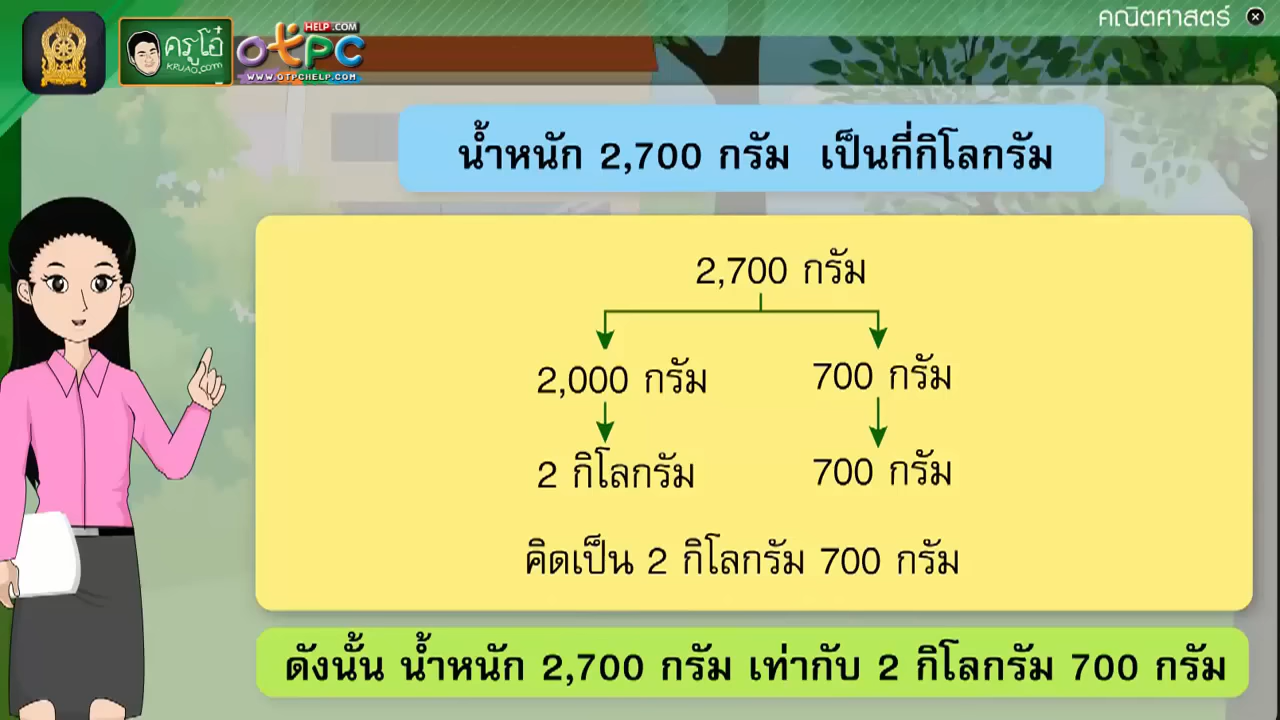 คณิตศาสตร์
ครูโอ๋
KRUAO.COM
HELP.COM
OTPC
WWW.OTPCHELP.COM
น้ำหนัก 2,700 กรัม เป็นกี่กิโลกรัม
2,700 กรัม
2,000 กรัม 700 กรัม
2 กิโลกรัม 700 กรัม
คิดเป็น 2 กิโลกรัม 700 กรัม
ดังนั้น น้ำหนัก 2,700 กรัม เท่ากับ 2 กิโลกรัม 700 กรัม